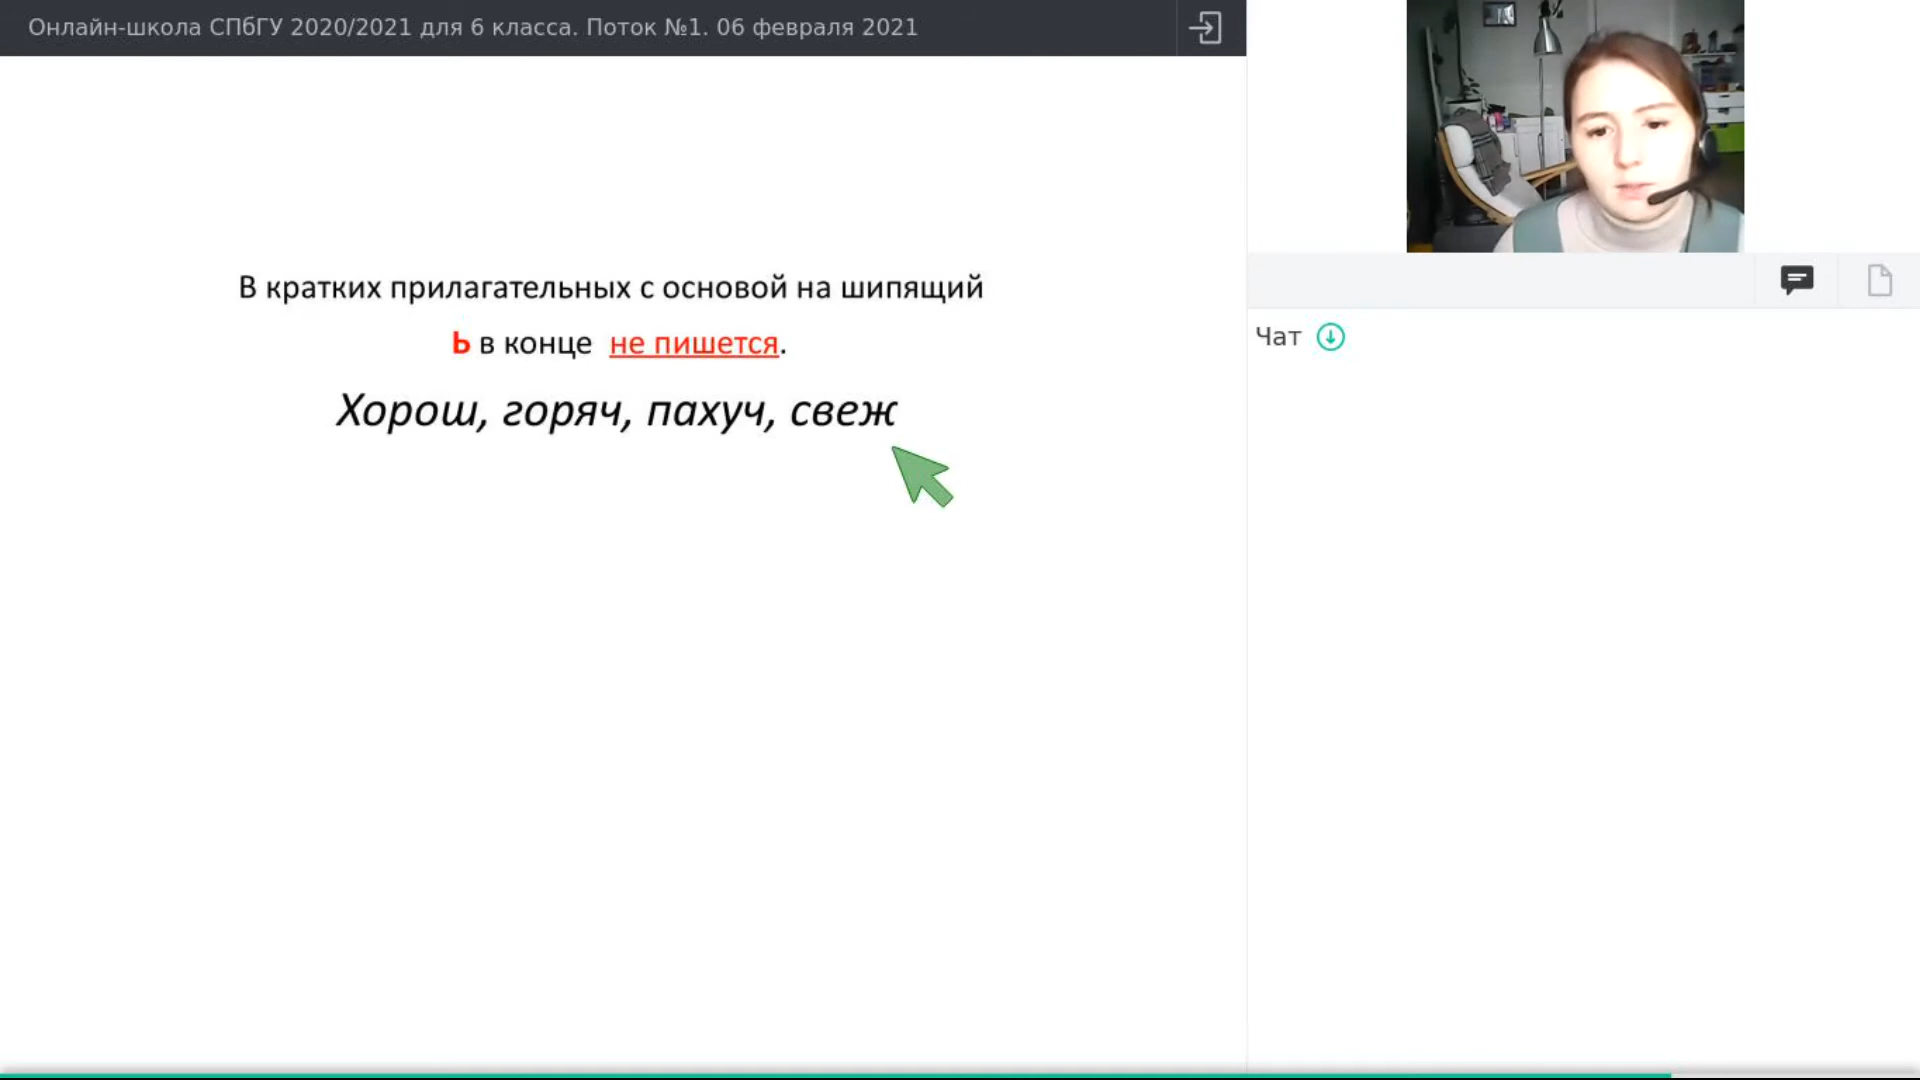 Онлайн-школа СПбГУ 2020/2021 для 6 класса. Поток №1. 06 февраля 2021
В кратких прилагательных с основой на шипящий
Ь в конце не пишется.
Хорош, горяч, пахуч, свеж
Чат